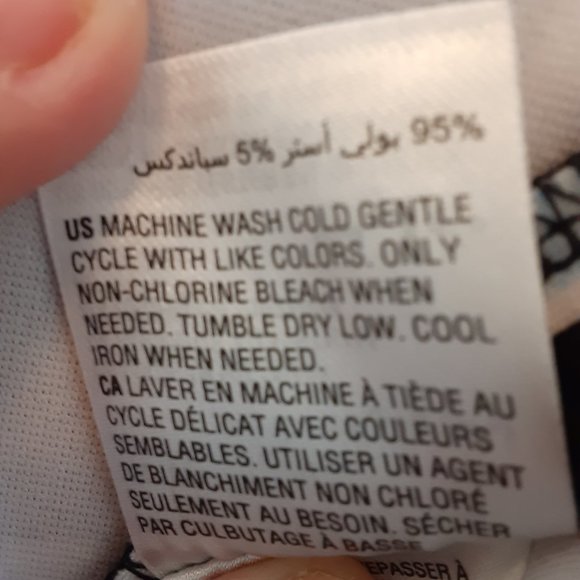 95% بولي أستر 5% سباندكس
US MACHINE WASH COLD GENTLE
CYCLE WITH LIKE COLORS. ONLY
NON-CHLORINE BLEACH WHEN
NEEDED. TUMBLE DRY LOW. COOL
IRON WHEN NEEDED.
CA LAVER EN MACHINE À TIÈDE AU
CYCLE DÉLICAT AVEC COULEURS
SEMBLABLES. UTILISER UN AGENT
DE BLANCHIMENT NON CHLORÉ
SEULEMENT AU BESOIN. SÉCHER
PAR CULBUTAGE À BASSE
À